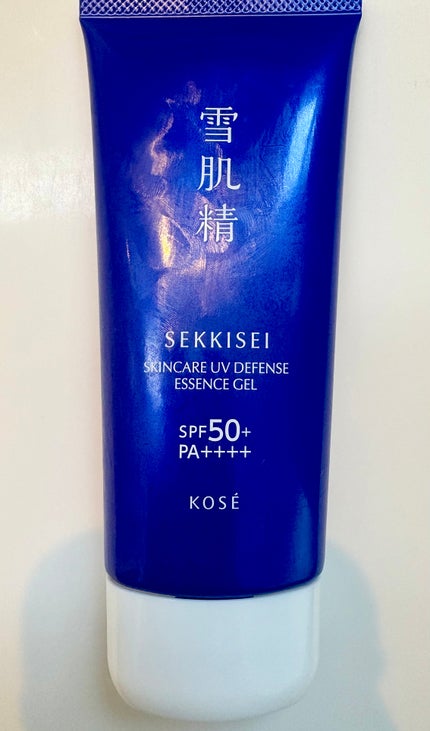 雪肌精
SEKKISEI
SKINCARE UV DEFENSE
ESSENCE GEL
SPF50+
PA++++
KOSÉ